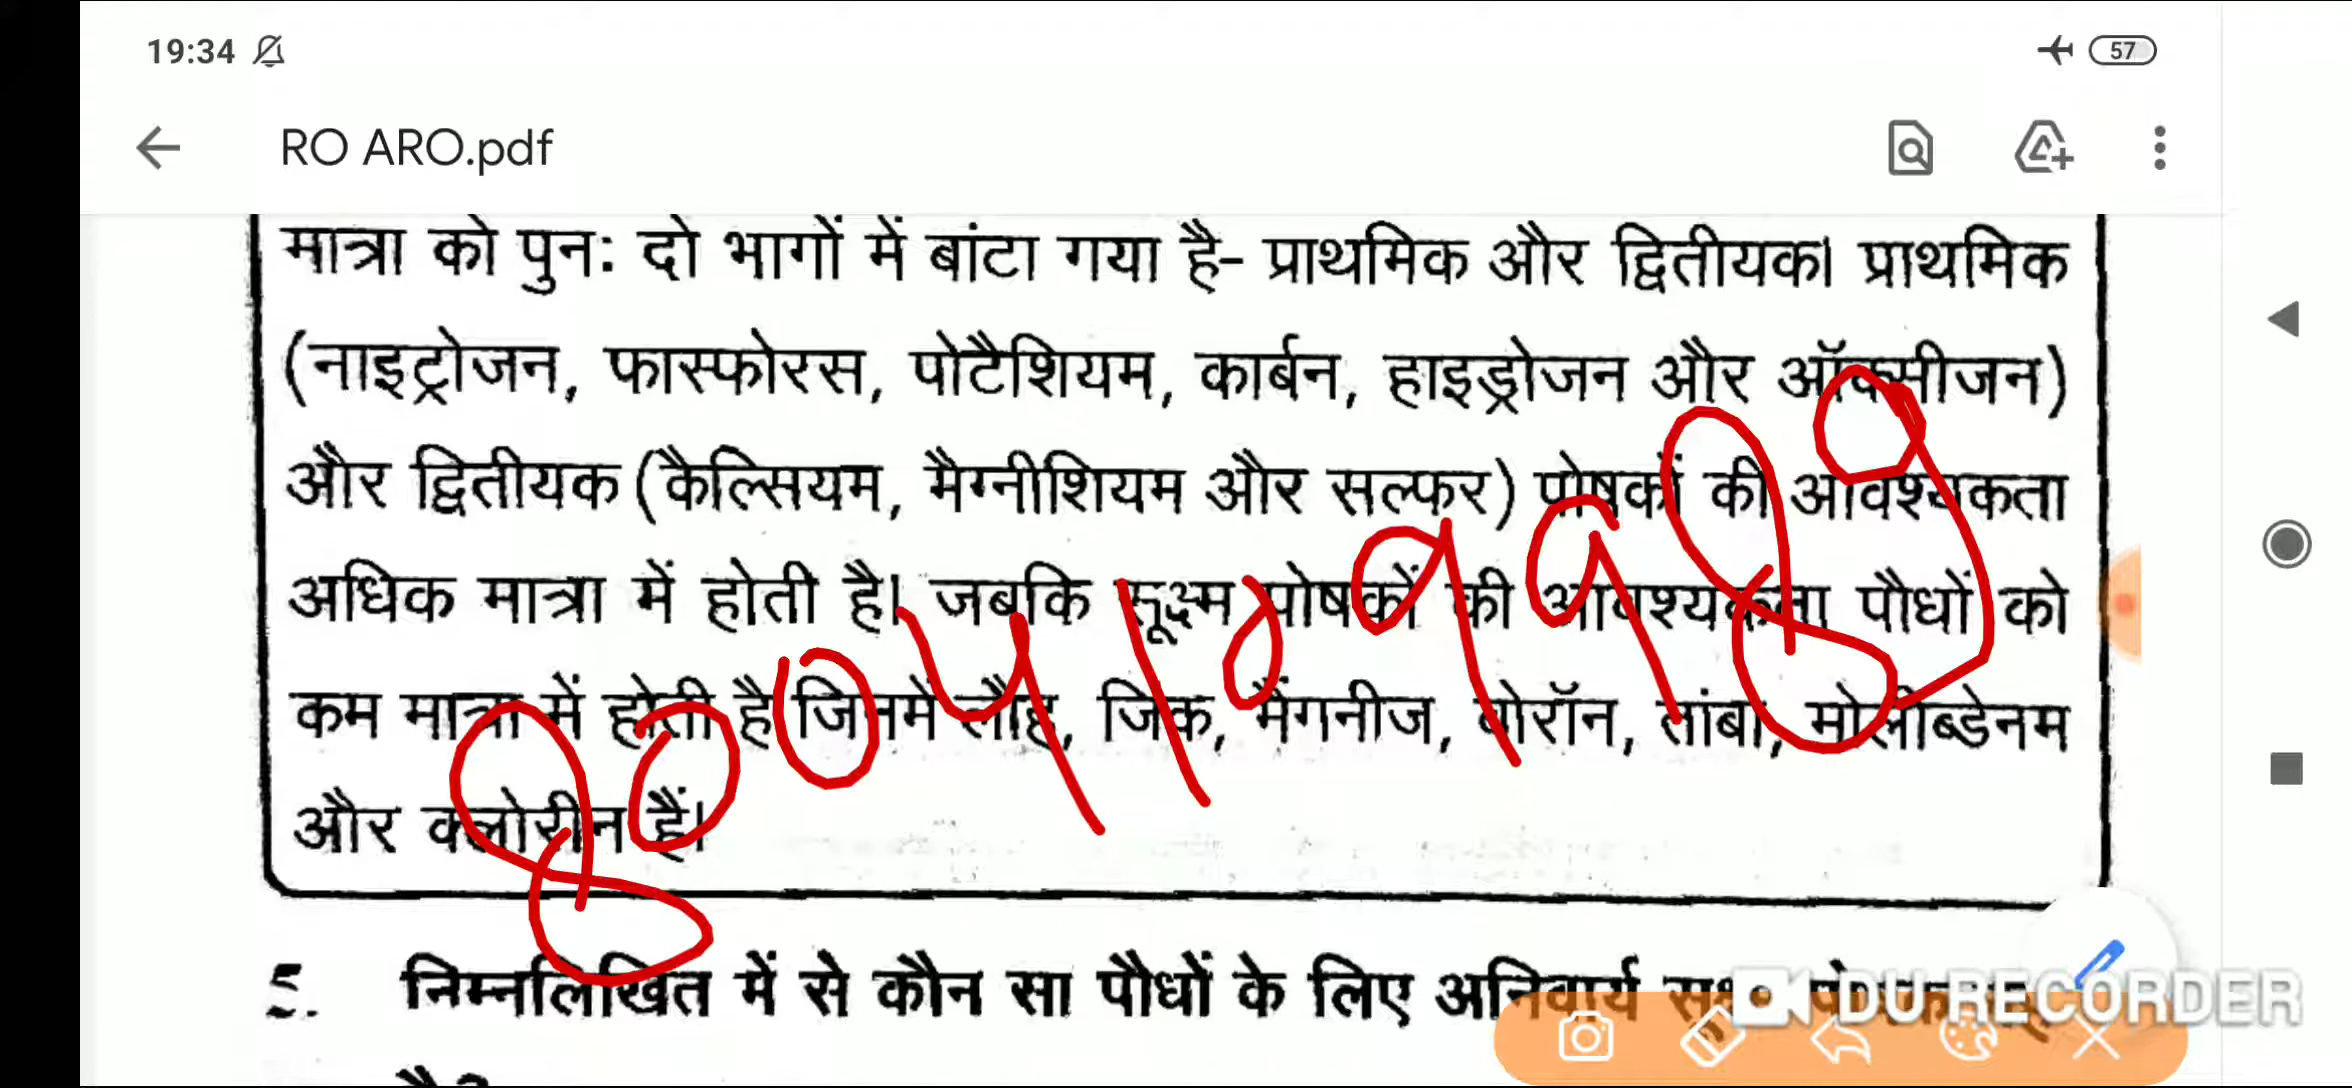 19:34
57
RO ARO.pdf
मात्रा को पुनः दो भागों में बांटा गया है- प्राथमिक और द्वितीयक। प्राथमिक
(नाइट्रोजन, फास्फोरस, पोटैशियम, कार्बन, हाइड्रोजन और ऑक्सीजन)
और द्वितीयक (कैल्सियम, मैग्नीशियम और सल्फर) पोषकों की आवश्यकता
अधिक मात्रा में होती है। जबकि सूक्ष्म पोषकों की आवश्यकता पौधों को
कम मात्रा में होती है जिनमें लौह, जिंक, मैंगनीज, बोरॉन, तांबा, मोलीब्डेनम
और क्लोरीन हैं।
5. निम्नलिखित में से कौन सा पौधों के लिए अनिवार्य
DU RECORDER